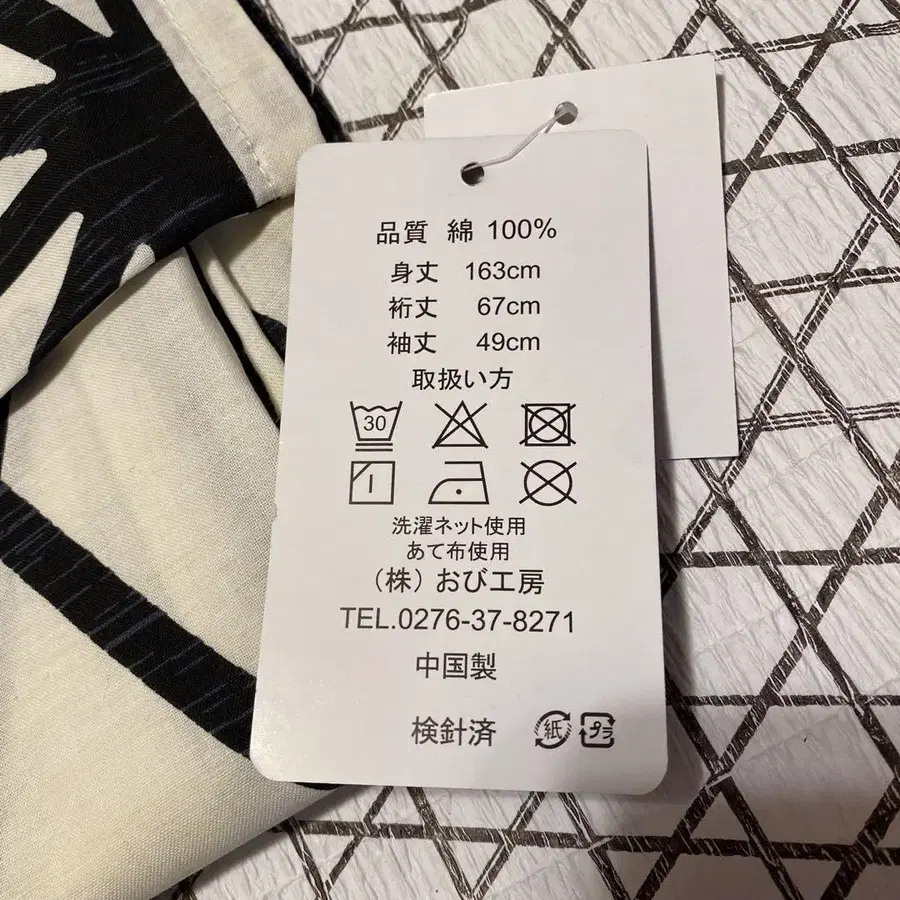 品質 綿 100%
身丈 163cm
裄丈 67cm
袖丈 49cm
取扱い方
30
洗濯ネット使用
あて布使用
(株) おび工房
TEL.0276-37-8271
中国製
検針済 紙 プラ